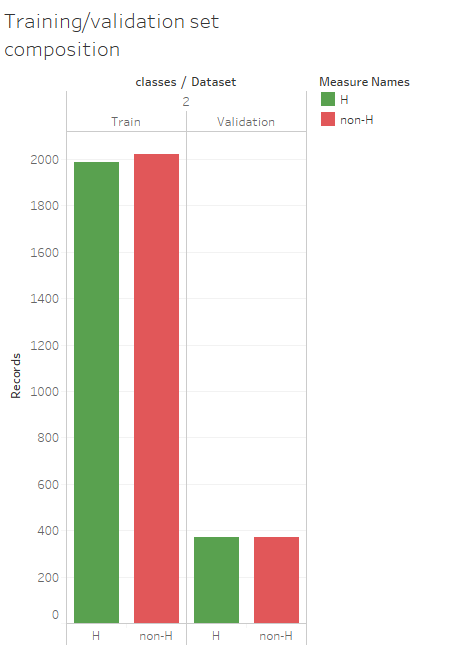 Training/validation set
composition
classes / Dataset
Measure Names
2
H
non-H
Train
Validation
2000
1800
1600
1400
1200
1000
800
600
400
200
0
Records
H
non-H
H
non-H